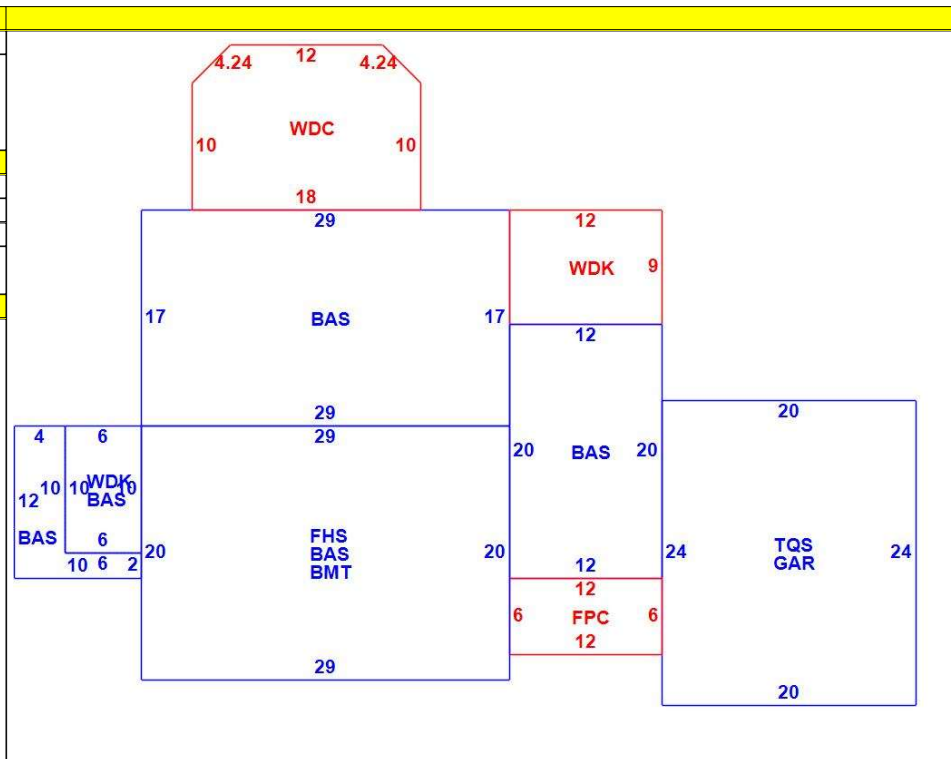 4.24 12 4.24
WDC
10 10
18
29 12
WDK 9
17 BAS 17
12
29
29 20
4 6
20 BAS 20
10 10 WDK 10
12 BAS
BAS 6
10 6 2 20
FHS 20
BAS
BMT
12 24 TQS 24
GAR
12
6 FPC 6
12
29
20